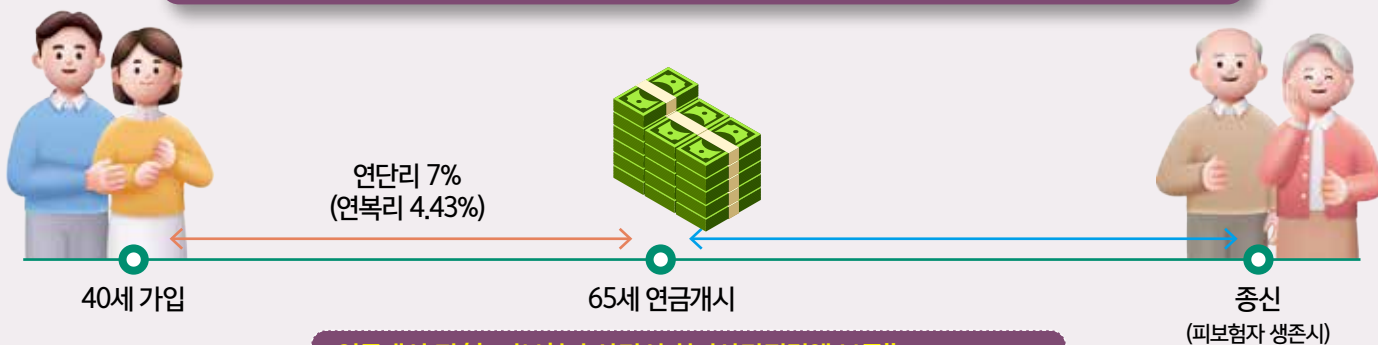 연단리 7%
(연복리 4.43%)
40세 가입
65세 연금개시
종신
(피보험자 생존시)